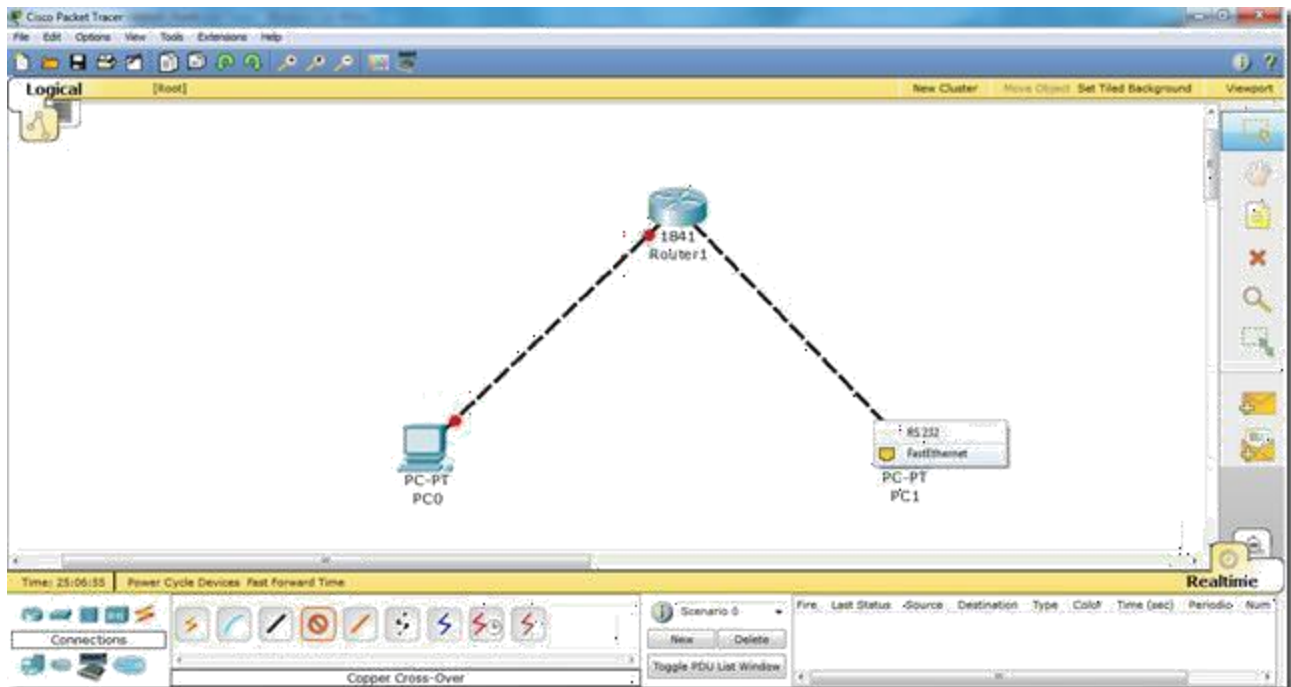 Cisco Packet Tracer
File Edit Options View Tools Extensions Help
Logical [Root] New Cluster Move Object Set Tiled Background Viewport
1841
Router1
RS 232
FastEthernet
PC-PT
PC0
PC-PT
PC1
Time: 25:06:55 Power Cycle Devices Fast Forward Time Realtime
Scenario 0
Fire Last Status Source Destination Type Color Time (sec) Periodic Num
Connections
New Delete
Toggle PDU List Window
Copper Cross-Over